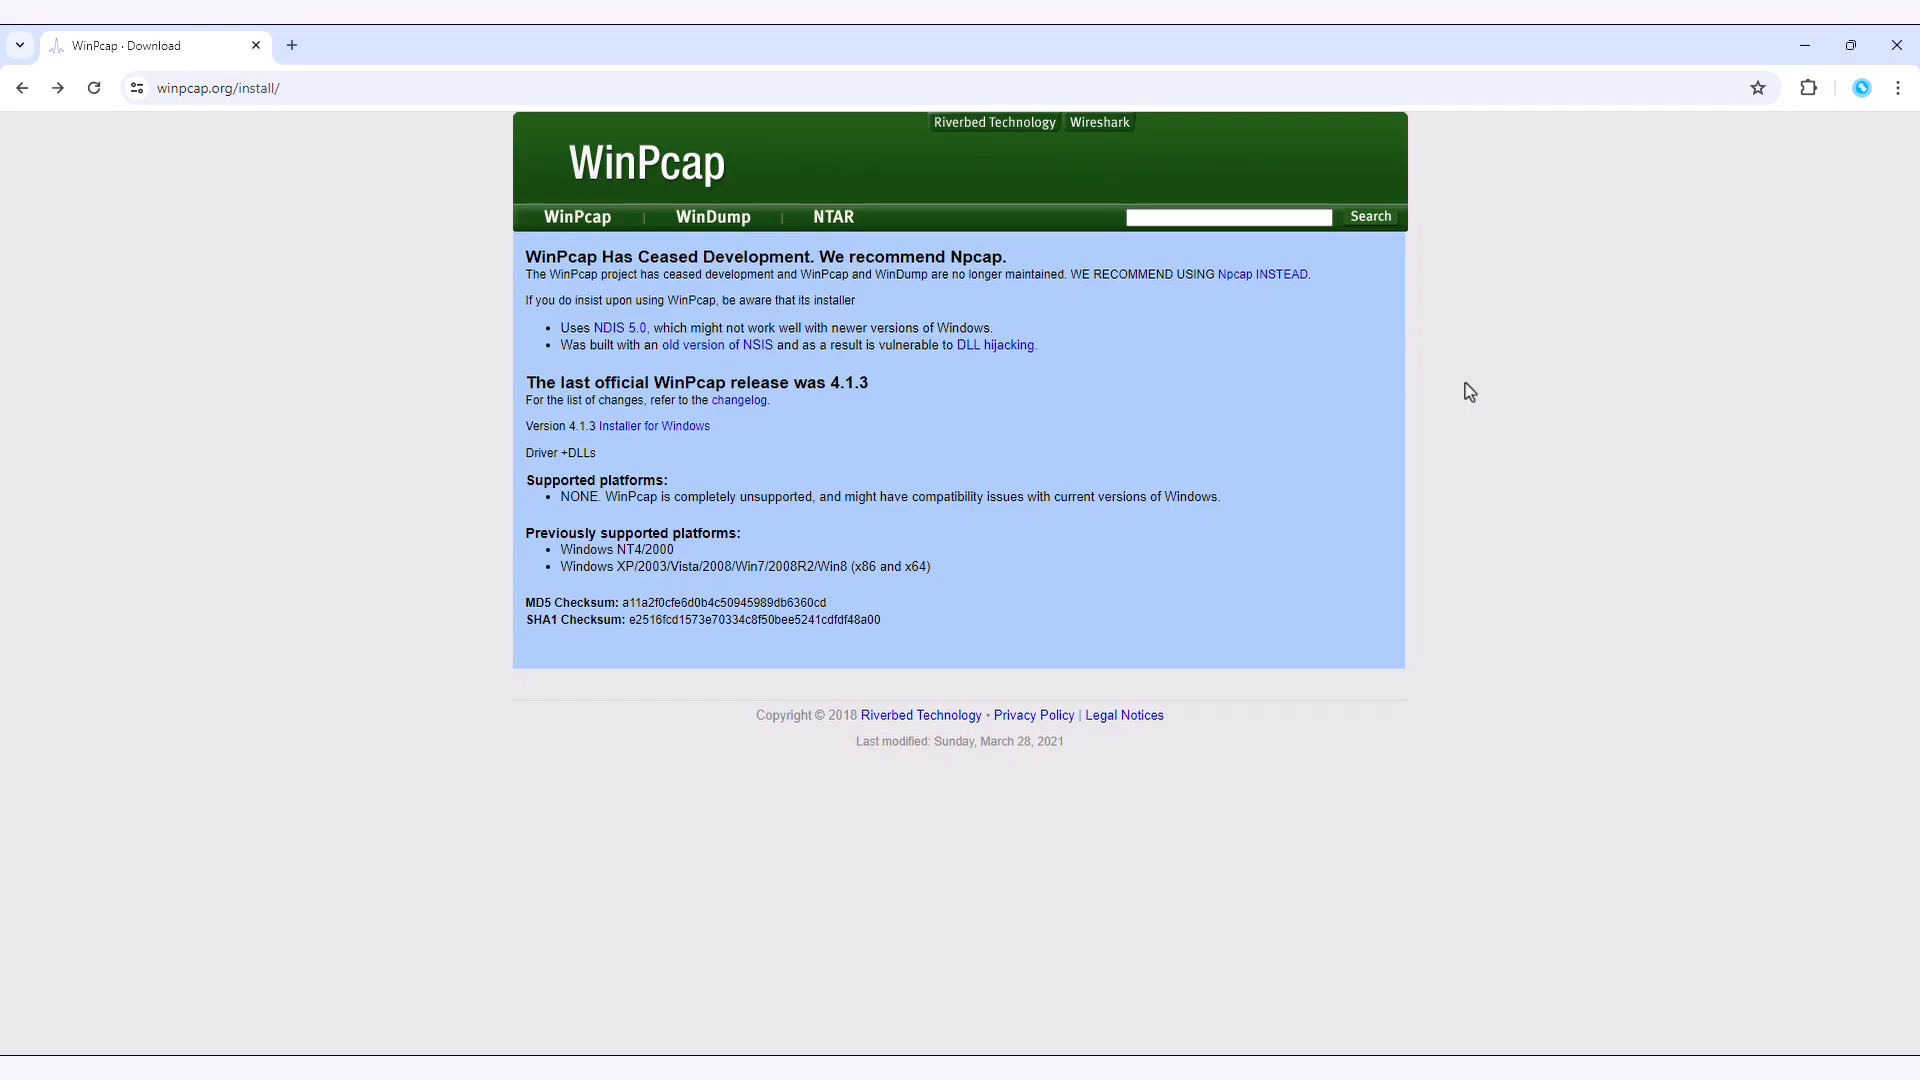 WinPcap · Download
winpcap.org/install/
Riverbed Technology Wireshark
WinPcap
WinPcap | WinDump | NTAR Search
WinPcap Has Ceased Development. We recommend Npcap.
The WinPcap project has ceased development and WinPcap and WinDump are no longer maintained. WE RECOMMEND USING Npcap INSTEAD.
If you do insist upon using WinPcap, be aware that its installer
• Uses NDIS 5.0, which might not work well with newer versions of Windows.
• Was built with an old version of NSIS and as a result is vulnerable to DLL hijacking.
The last official WinPcap release was 4.1.3
For the list of changes, refer to the changelog.
Version 4.1.3 Installer for Windows
Driver +DLLs
Supported platforms:
• NONE. WinPcap is completely unsupported, and might have compatibility issues with current versions of Windows.
Previously supported platforms:
• Windows NT4/2000
• Windows XP/2003/Vista/2008/Win7/2008R2/Win8 (x86 and x64)
MD5 Checksum: a11a2f0cfe6d0b4c50945989db6360cd
SHA1 Checksum: e2516fcd1573e70334c8f50bee5241cdfdf48a00
Copyright © 2018 Riverbed Technology • Privacy Policy | Legal Notices
Last modified: Sunday, March 28, 2021